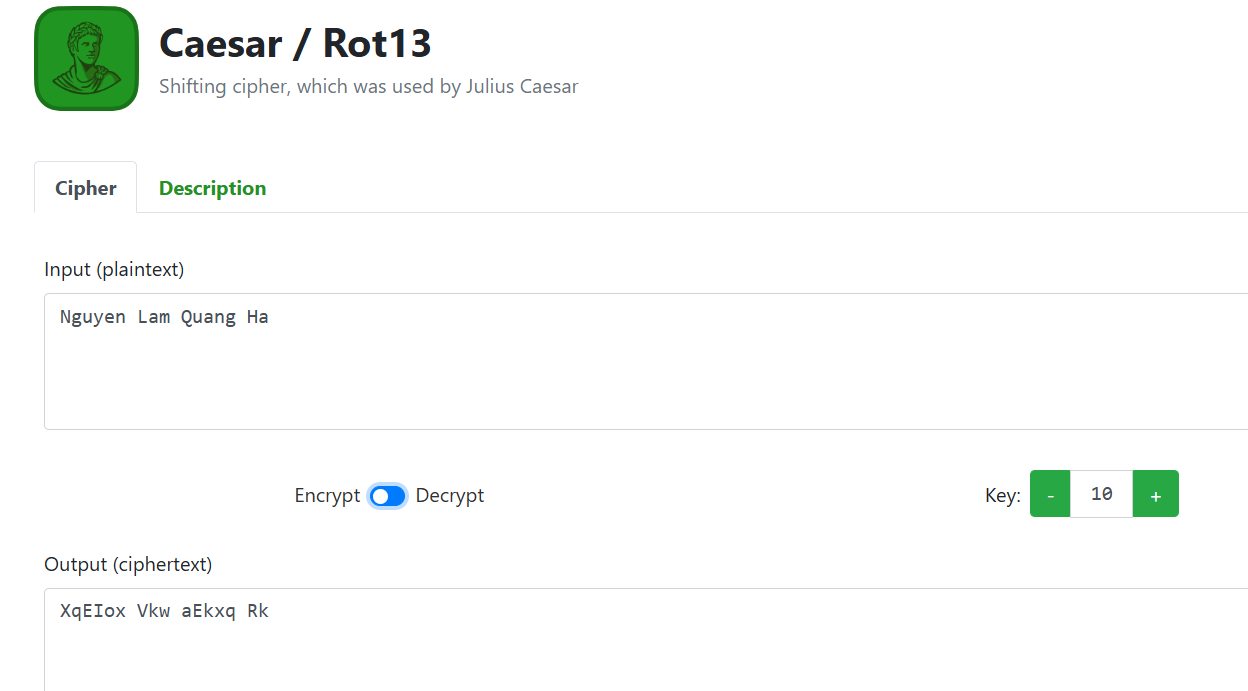 Caesar / Rot13
Shifting cipher, which was used by Julius Caesar
Cipher Description
Input (plaintext)
Nguyen Lam Quang Ha
Encrypt Decrypt Key: - 10 +
Output (ciphertext)
XqEIox Vkw aEkxq Rk